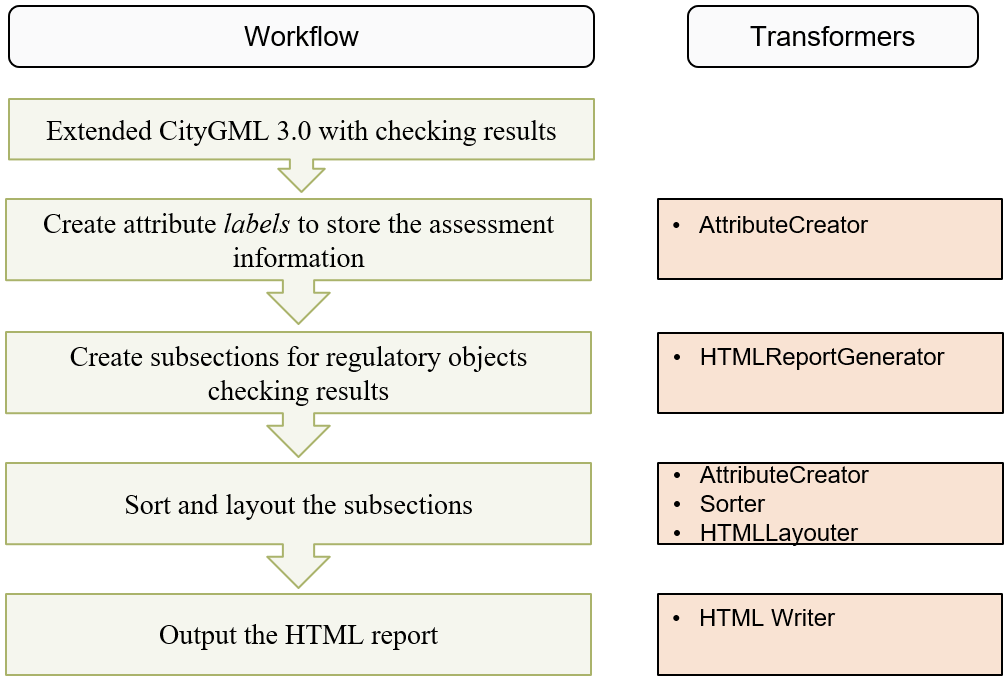 Workflow
Transformers
Extended CityGML 3.0 with checking results
Create attribute labels to store the assessment
information
• AttributeCreator
Create subsections for regulatory objects
checking results
• HTMLReportGenerator
Sort and layout the subsections
• AttributeCreator
• Sorter
• HTMLLayouter
Output the HTML report
• HTML Writer